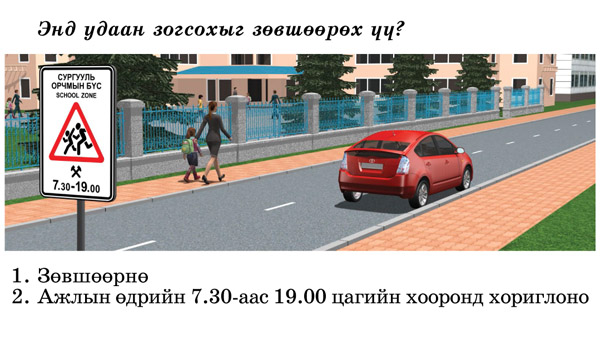 Энд удаан зогсохыг зөвшөөрөх үү?
СУРГУУЛЬ
ОРЧМЫН БҮС
SCHOOL ZONE
7.30-19.00
1. Зөвшөөрнө
2. Ажлын өдрийн 7.30-аас 19.00 цагийн хооронд хориглоно